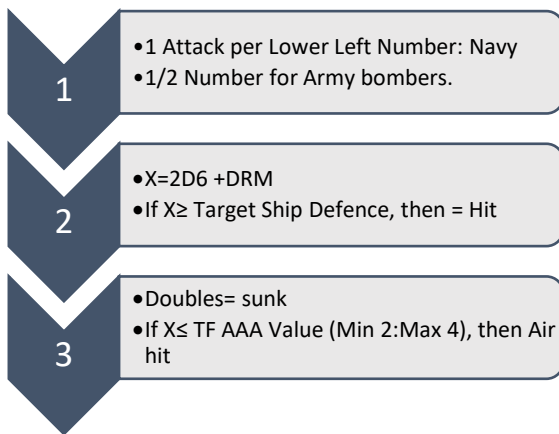 1
•1 Attack per Lower Left Number: Navy
•1/2 Number for Army bombers.
2
•X=2D6 +DRM
•If X≥ Target Ship Defence, then = Hit
3
•Doubles= sunk
•If X≤ TF AAA Value (Min 2:Max 4), then Air
hit